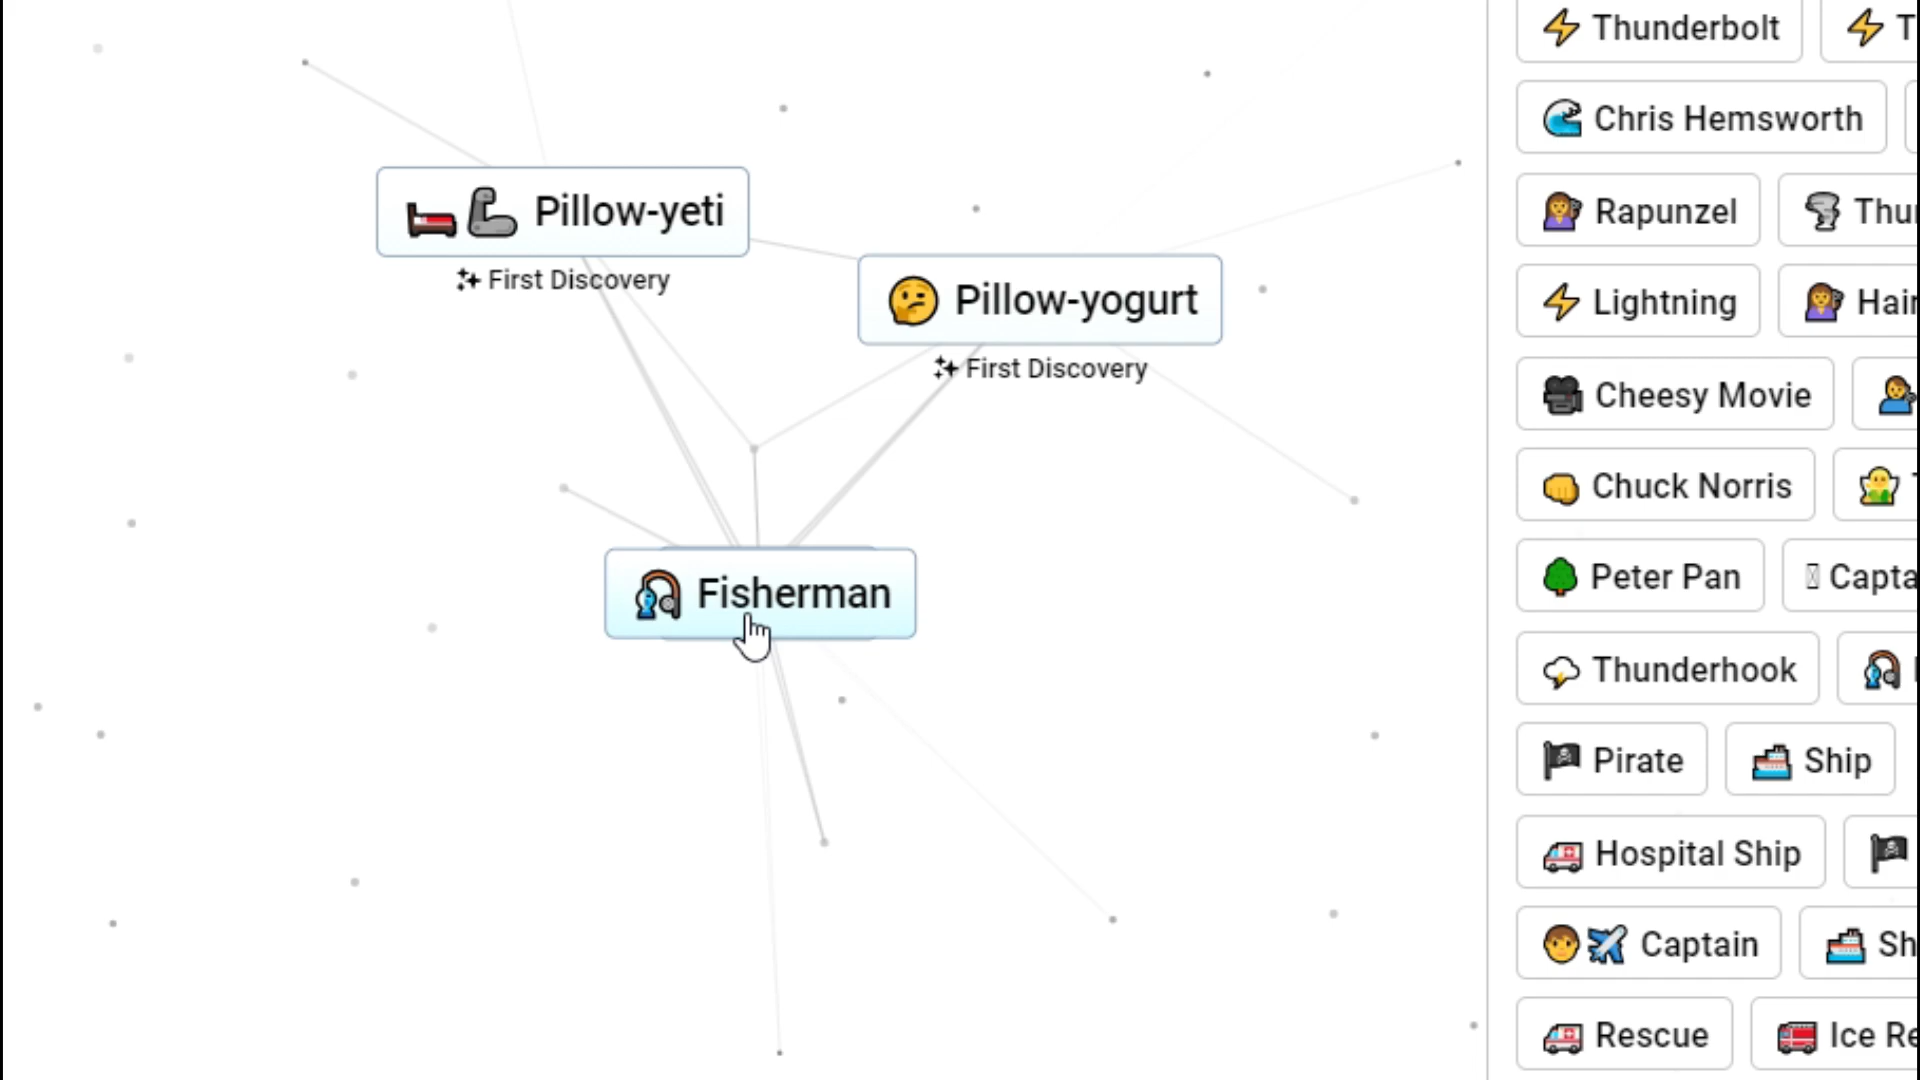 Pillow-yeti
First Discovery
Pillow-yogurt
First Discovery
Fisherman
Thunderbolt
Chris Hemsworth
Rapunzel
Lightning
Cheesy Movie
Chuck Norris
Peter Pan
Thunderhook
Pirate Ship
Hospital Ship
Captain
Rescue